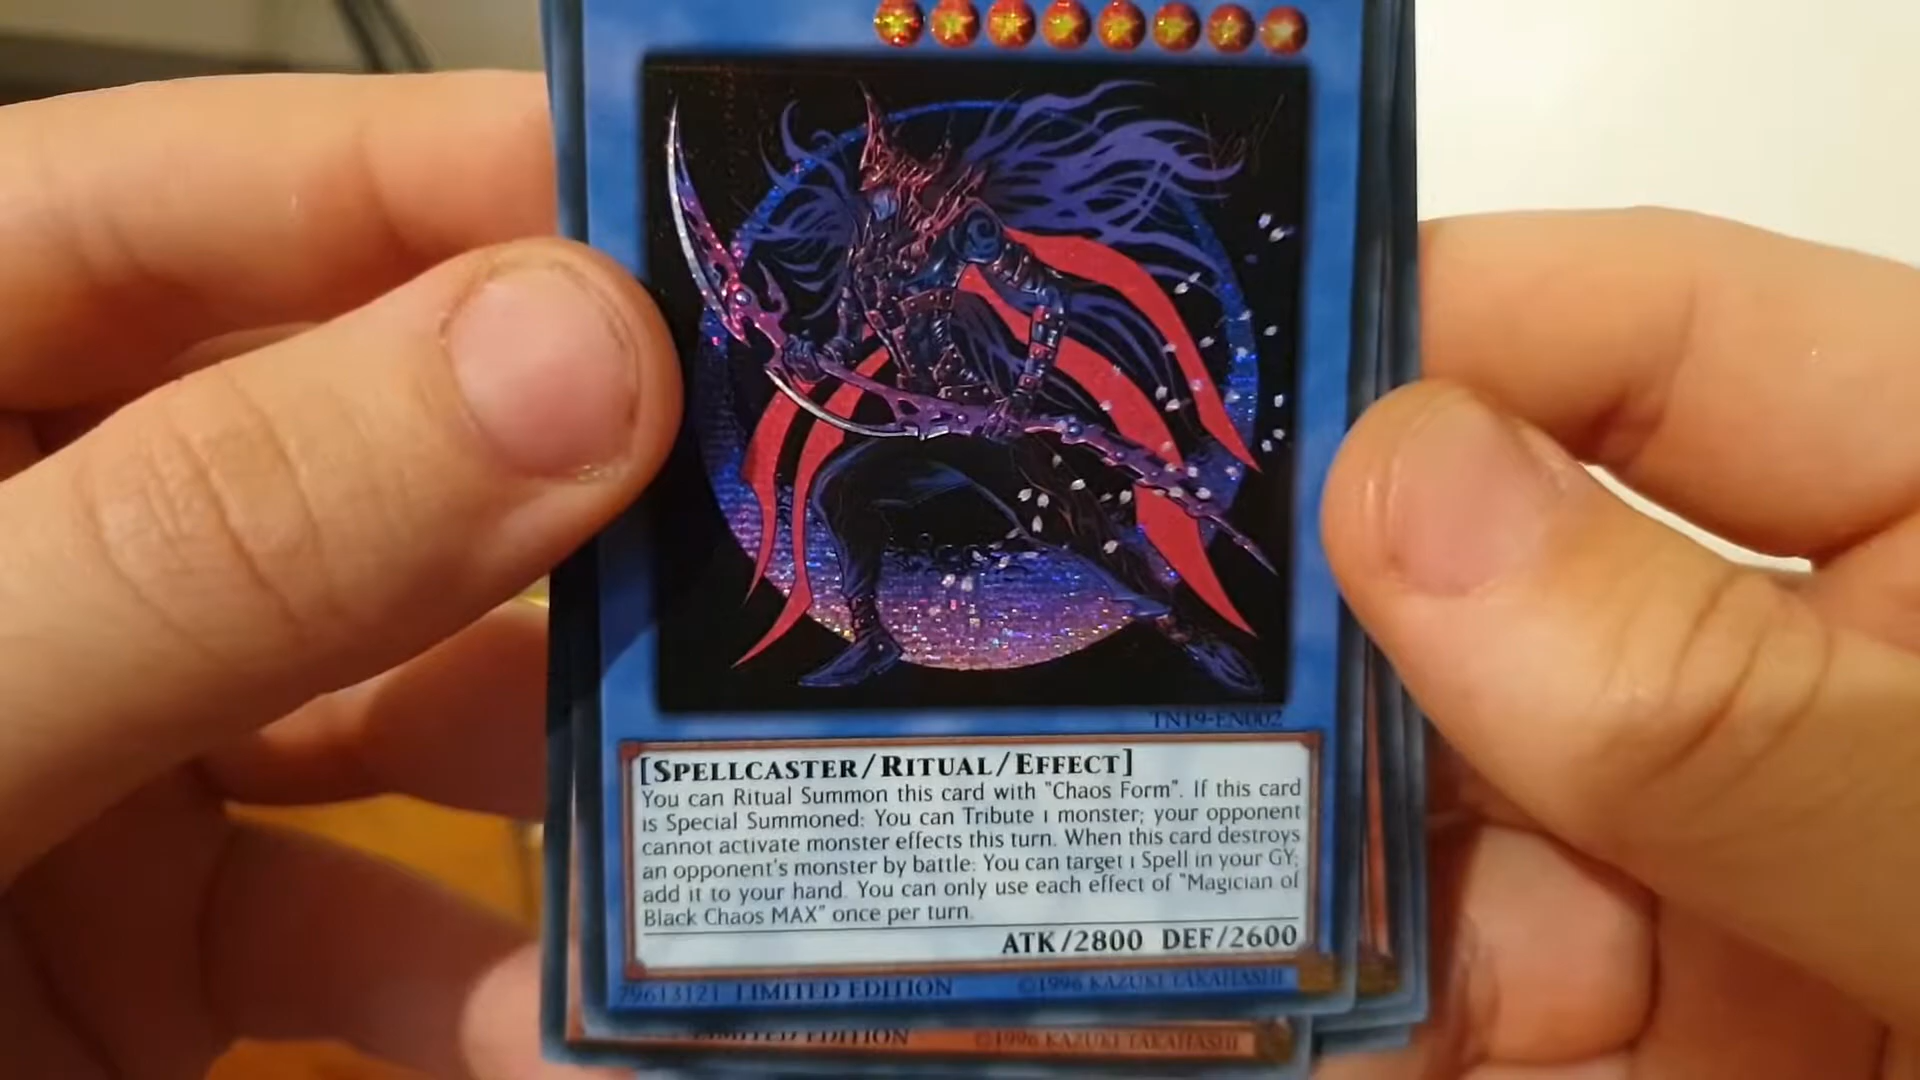 TN19-EN002
[SPELLCASTER/RITUAL/EFFECT]
You can Ritual Summon this card with "Chaos Form". If this card
is Special Summoned: You can Tribute 1 monster; your opponent
cannot activate monster effects this turn. When this card destroys
an opponent's monster by battle: You can target 1 Spell in your GY;
add it to your hand. You can only use each effect of "Magician of
Black Chaos MAX" once per turn.
ATK/2800 DEF/2600
79613121 LIMITED EDITION ©1996 KAZUKI TAKAHASHI
LIMITED EDITION ©1996 KAZUKI TAKAHASHI